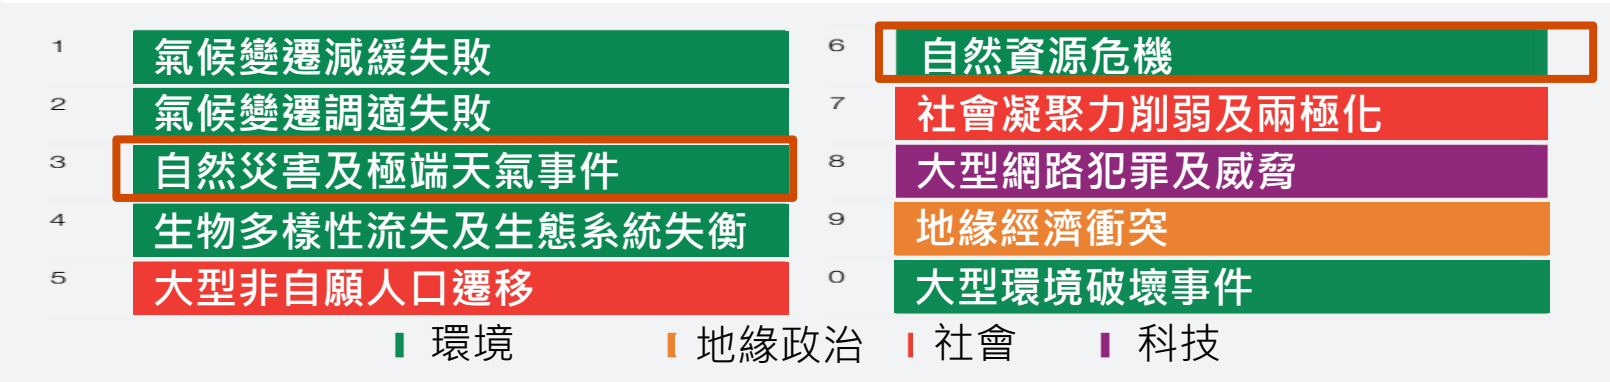 1 氣候變遷減緩失敗
2 氣候變遷調適失敗
3 自然災害及極端天氣事件
4 生物多樣性流失及生態系統失衡
5 大型非自願人口遷移
6 自然資源危機
7 社會凝聚力削弱及兩極化
8 大型網路犯罪及威脅
9 地緣經濟衝突
0 大型環境破壞事件
環境 地緣政治 社會 科技